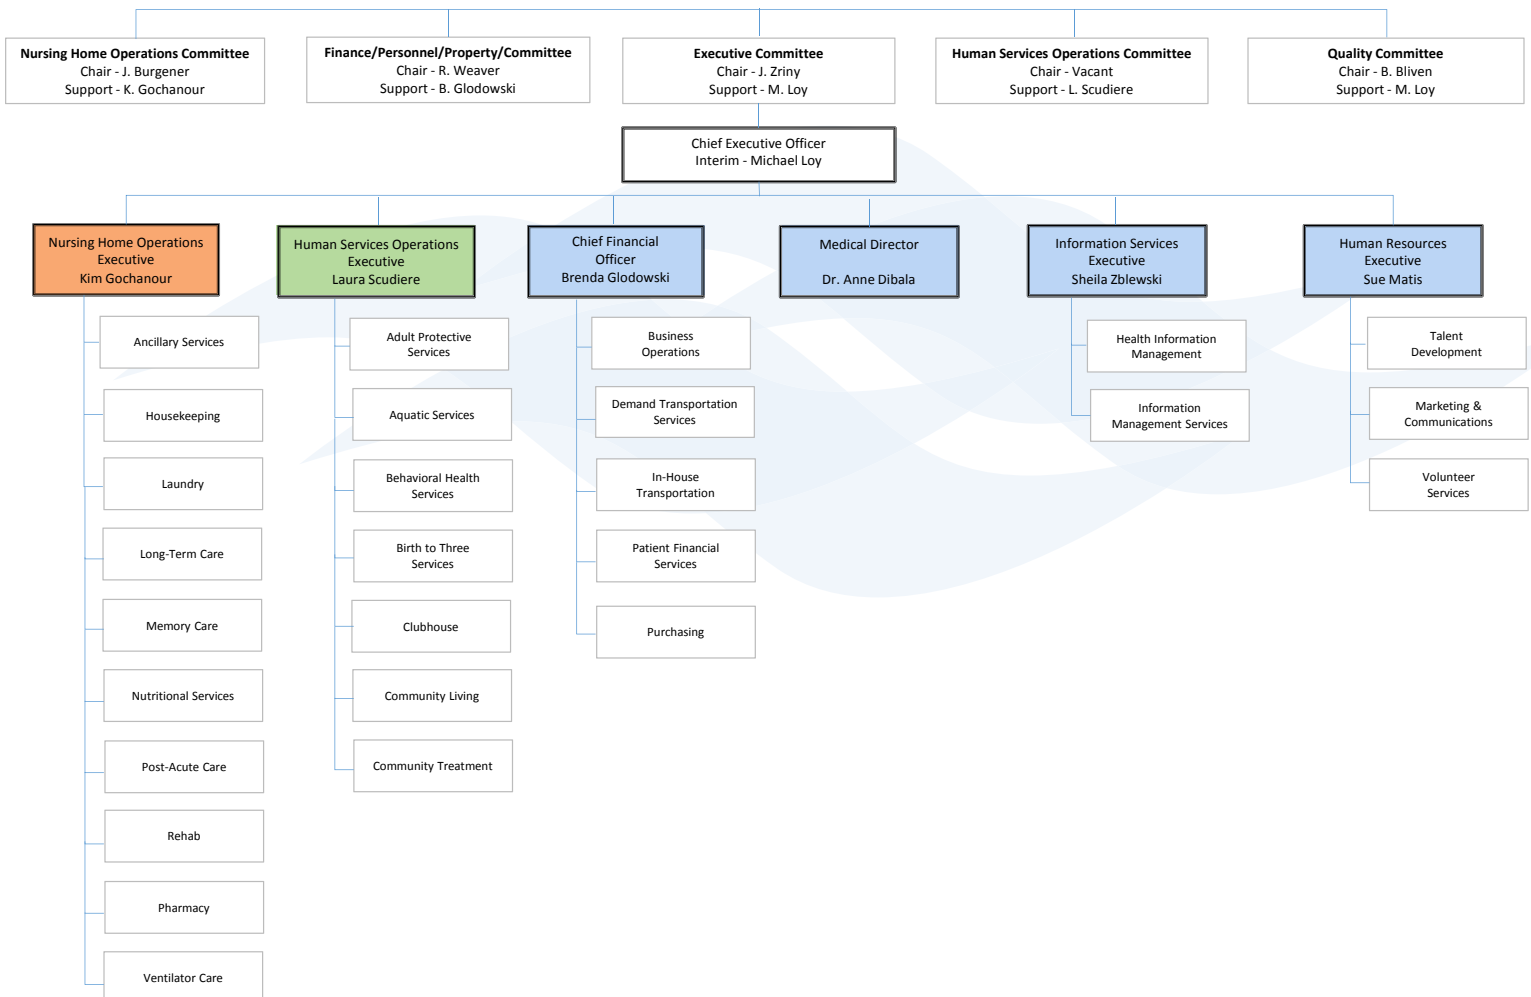 Nursing Home Operations Committee
Chair - J. Burgener
Support - K. Gochanour
Finance/Personnel/Property/Committee
Chair - R. Weaver
Support - B. Glodowski
Executive Committee
Chair - J. Zriny
Support - M. Loy
Human Services Operations Committee
Chair - Vacant
Support - L. Scudiere
Quality Committee
Chair - B. Bliven
Support - M. Loy
Chief Executive Officer
Interim - Michael Loy
Nursing Home Operations
Executive
Kim Gochanour
Human Services Operations
Executive
Laura Scudiere
Chief Financial
Officer
Brenda Glodowski
Medical Director
Dr. Anne Dibala
Information Services
Executive
Sheila Zblewski
Human Resources
Executive
Sue Matis
Ancillary Services
Housekeeping
Laundry
Long-Term Care
Memory Care
Nutritional Services
Post-Acute Care
Rehab
Pharmacy
Ventilator Care
Adult Protective
Services
Aquatic Services
Behavioral Health
Services
Birth to Three
Services
Clubhouse
Community Living
Community Treatment
Business
Operations
Demand Transportation
Services
In-House
Transportation
Patient Financial
Services
Purchasing
Health Information
Management
Information
Management Services
Talent
Development
Marketing &
Communications
Volunteer
Services